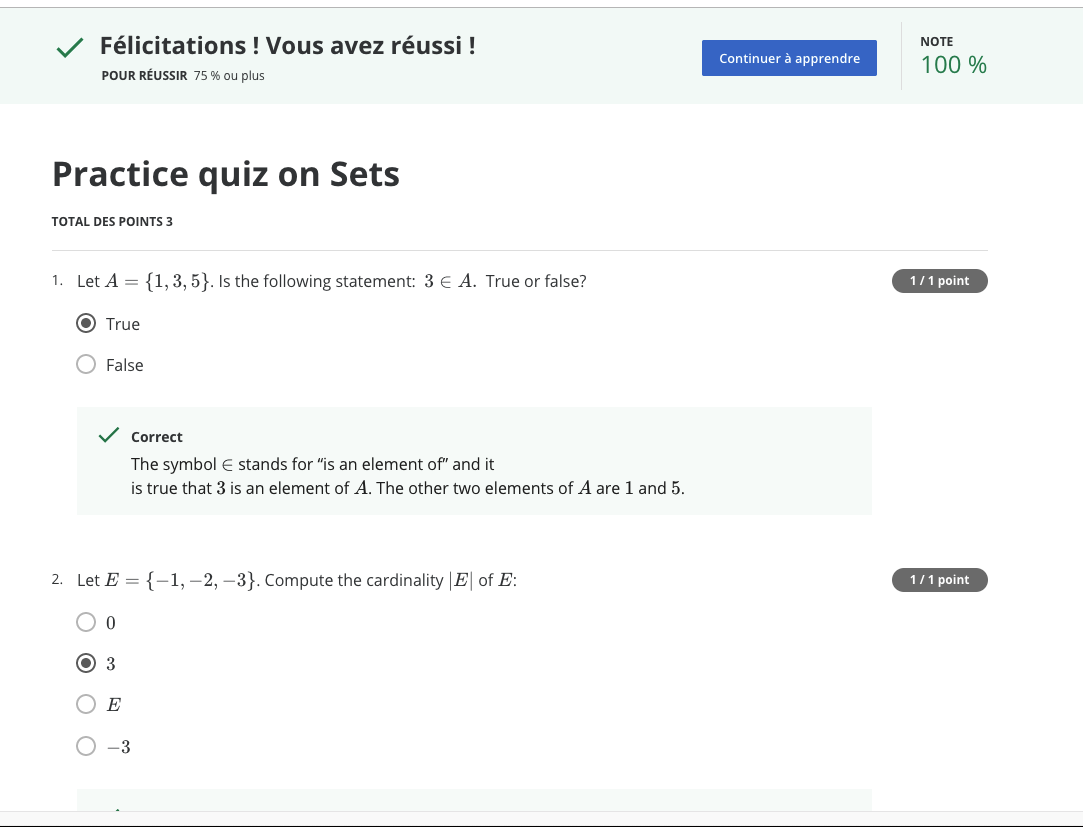 Félicitations ! Vous avez réussi !
POUR RÉUSSIR 75 % ou plus
Continuer à apprendre
NOTE
100 %
Practice quiz on Sets
TOTAL DES POINTS 3
1. Let A = {1, 3, 5}. Is the following statement: 3 ∈ A. True or false?
1 / 1 point
True
False
Correct
The symbol ∈ stands for “is an element of” and it
is true that 3 is an element of A. The other two elements of A are 1 and 5.
2. Let E = {−1, −2, −3}. Compute the cardinality |E| of E:
1 / 1 point
0
3
E
−3